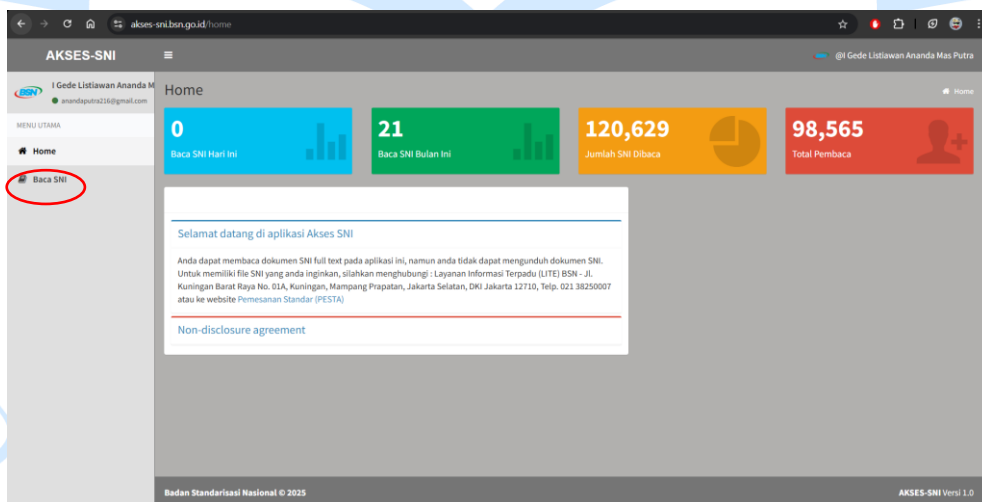 akses-sni.bsn.go.id/home
AKSES-SNI
@I Gede Listiawan Ananda Mas Putra
BSN
I Gede Listiawan Ananda M
anandaputra216@gmail.com
Home
Home
MENU UTAMA
Home
Baca SNI
0
Baca SNI Hari Ini
21
Baca SNI Bulan Ini
120,629
Jumlah SNI Dibaca
98,565
Total Pembaca
Selamat datang di aplikasi Akses SNI
Anda dapat membaca dokumen SNI full text pada aplikasi ini, namun anda tidak dapat mengunduh dokumen SNI.
Untuk memiliki file SNI yang anda inginkan, silahkan menghubungi : Layanan Informasi Terpadu (LITE) BSN - Jl.
Kuningan Barat Raya No. 01A, Kuningan, Mampang Prapatan, Jakarta Selatan, DKI Jakarta 12710, Telp. 021 38250007
atau ke website Pemesanan Standar (PESTA)
Non-disclosure agreement
Badan Standarisasi Nasional © 2025
AKSES-SNI Versi 1.0